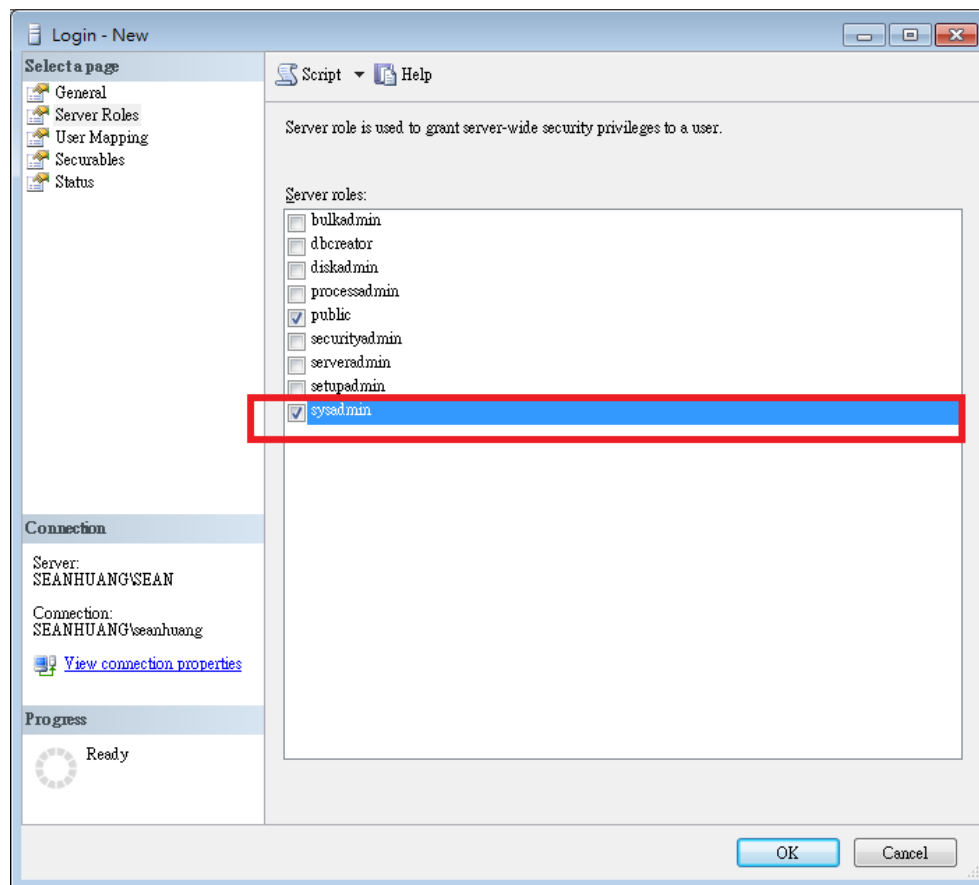 Login - New
Select a page
General
Server Roles
User Mapping
Securables
Status
Script
Help
Server role is used to grant server-wide security privileges to a user.
Server roles:
bulkadmin
dbcreator
diskadmin
processadmin
public
securityadmin
serveradmin
setupadmin
sysadmin
Connection
Server:
SEANHUANG\SEAN
Connection:
SEANHUANG\seanhuang
View connection properties
Progress
Ready
OK
Cancel